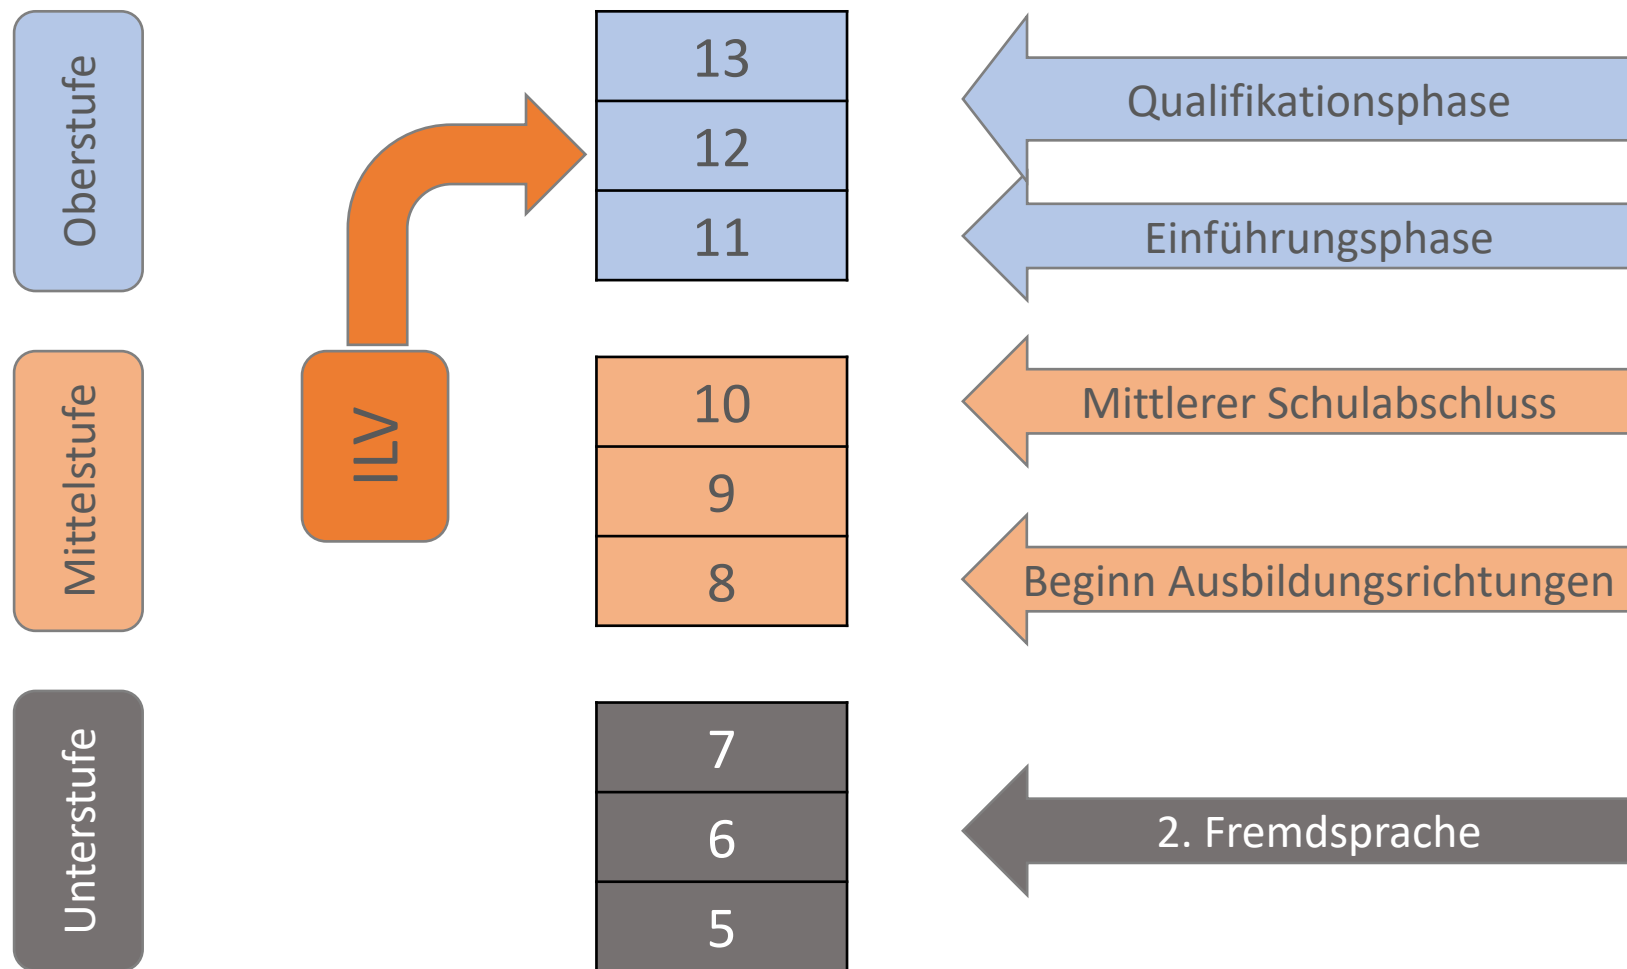 Oberstufe
13
12
11
Qualifikationsphase
Einführungsphase
Mittelstufe
ILV
10
9
8
Mittlerer Schulabschluss
Beginn Ausbildungsrichtungen
Unterstufe
7
6
5
2. Fremdsprache